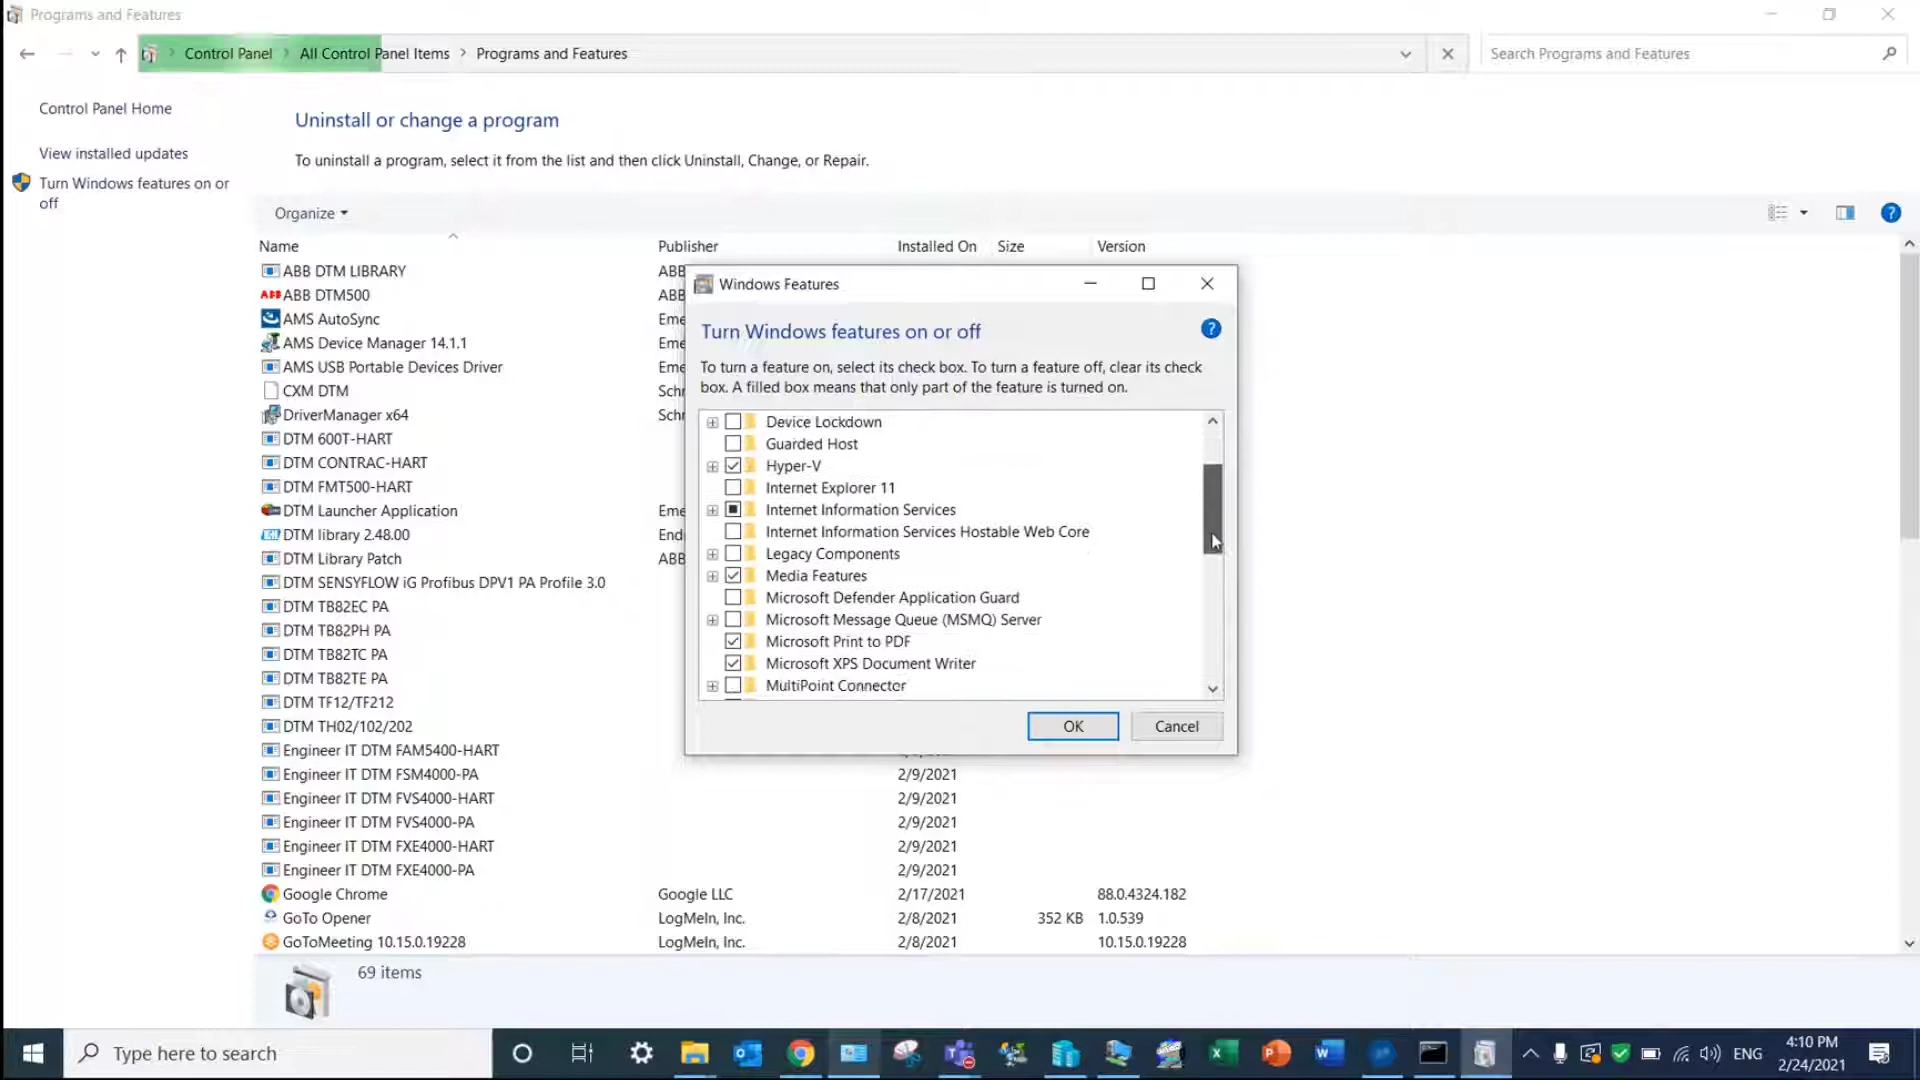 Programs and Features
Control Panel
All Control Panel Items
Programs and Features
Search Programs and Features
Control Panel Home
View installed updates
Turn Windows features on or
off
Uninstall or change a program
To uninstall a program, select it from the list and then click Uninstall, Change, or Repair.
Organize
Name Publisher Installed On Size Version
ABB DTM LIBRARY ABB
ABB ABB DTM500 ABB
AMS AutoSync Eme
AMS Device Manager 14.1.1 Eme
AMS USB Portable Devices Driver Eme
CXM DTM Schn
DriverManager x64 Schn
DTM 600T-HART
DTM CONTRAC-HART
DTM FMT500-HART
DTM Launcher Application Eme
DTM library 2.48.00 End
DTM Library Patch ABB
DTM SENSYFLOW iG Profibus DPV1 PA Profile 3.0
DTM TB82EC PA
DTM TB82PH PA
DTM TB82TC PA
DTM TB82TE PA
DTM TF12/TF212
DTM TH02/102/202
Engineer IT DTM FAM5400-HART
Engineer IT DTM FSM4000-PA 2/9/2021
Engineer IT DTM FVS4000-HART 2/9/2021
Engineer IT DTM FVS4000-PA 2/9/2021
Engineer IT DTM FXE4000-HART 2/9/2021
Engineer IT DTM FXE4000-PA 2/9/2021
Google Chrome Google LLC 2/17/2021 88.0.4324.182
GoTo Opener LogMeIn, Inc. 2/8/2021 352 KB 1.0.539
GoToMeeting 10.15.0.19228 LogMeIn, Inc. 2/8/2021 10.15.0.19228
69 items
Windows Features
Turn Windows features on or off
To turn a feature on, select its check box. To turn a feature off, clear its check
box. A filled box means that only part of the feature is turned on.
Device Lockdown
Guarded Host
Hyper-V
Internet Explorer 11
Internet Information Services
Internet Information Services Hostable Web Core
Legacy Components
Media Features
Microsoft Defender Application Guard
Microsoft Message Queue (MSMQ) Server
Microsoft Print to PDF
Microsoft XPS Document Writer
MultiPoint Connector
OK
Cancel
Type here to search
ENG
4:10 PM
2/24/2021